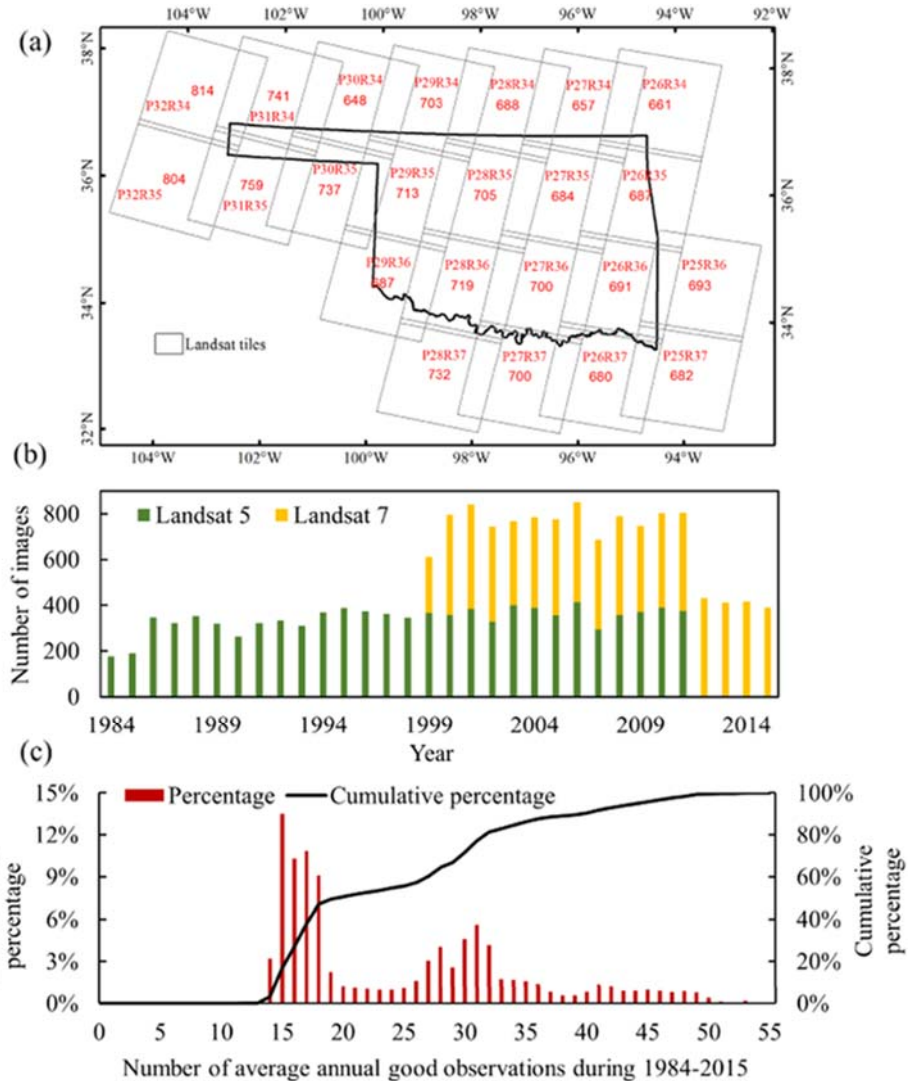 (a)
104°W 102°W 100°W 98°W 96°W 94°W 92°W
38°N 38°N
36°N 36°N
34°N 34°N
32°N
P32R34 814
741 P31R34
P30R34 648
P29R34 703
P28R34 688
P27R34 657
P26R34 661
P32R35 804
759 P31R35
P30R35 737
P29R35 713
P28R35 705
P27R35 684
P26R35 687
P29R36 687
P28R36 719
P27R36 700
P26R36 691
P25R36 693
P28R37 732
P27R37 700
P26R37 680
P25R37 682
Landsat tiles
104°W 102°W 100°W 98°W 96°W 94°W
(b)
Number of images
800
600
400
200
0
Landsat 5 Landsat 7
1984 1989 1994 1999 2004 2009 2014
Year
(c)
percentage
15%
12%
9%
6%
3%
0%
Percentage Cumulative percentage
100%
80%
60%
40%
20%
0%
Cumulative percentage
0 5 10 15 20 25 30 35 40 45 50 55
Number of average annual good observations during 1984-2015